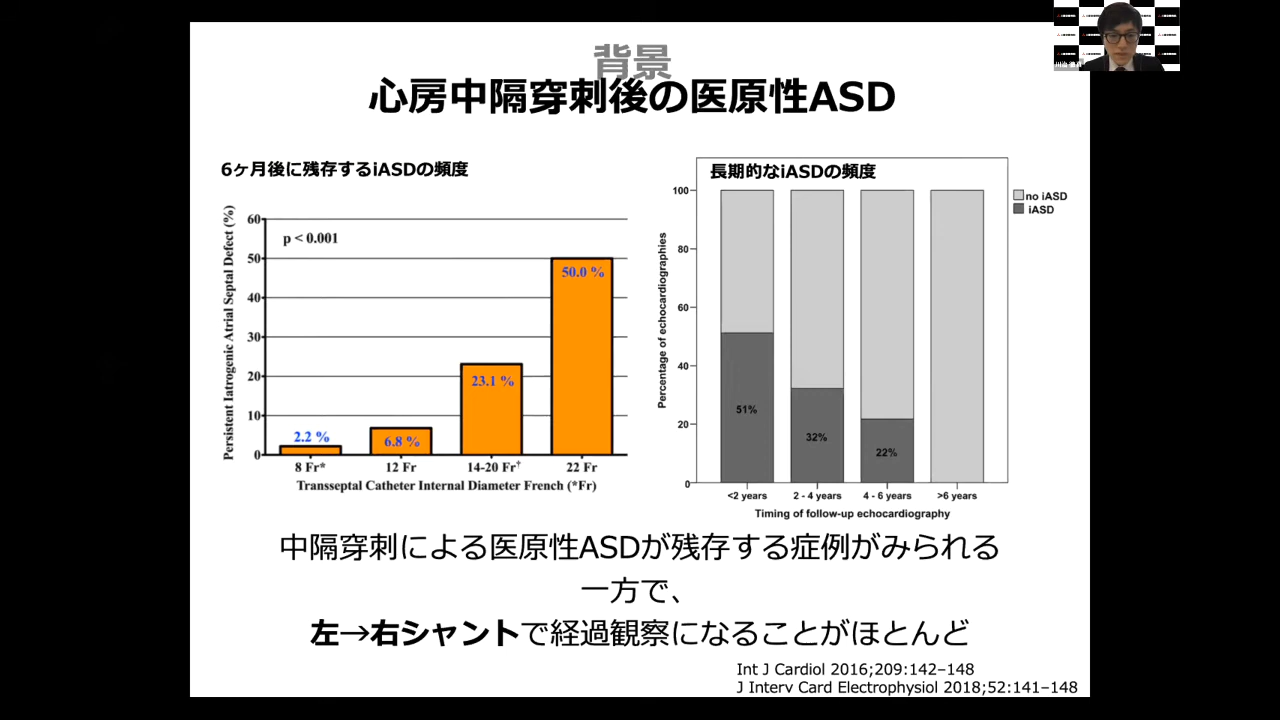 背景
心房中隔穿刺後の医原性ASD
6ヶ月後に残存するiASDの頻度
Persistent Iatrogenic Atrial Septal Defect (%)
60
50
40
30
20
10
0
p < 0.001
2.2 %
6.8 %
23.1 %
50.0 %
8 Fr*
12 Fr
14-20 Fr†
22 Fr
Transseptal Catheter Internal Diameter French (*Fr)
長期的なiASDの頻度
Percentage of echocardiographies
100
80
60
40
20
0
51%
32%
22%
<2 years
2 - 4 years
4 - 6 years
>6 years
Timing of follow-up echocardiography
no iASD
iASD
中隔穿刺による医原性ASDが残存する症例がみられる
一方で、
左→右シャントで経過観察になることがほとんど
Int J Cardiol 2016;209:142–148
J Interv Card Electrophysiol 2018;52:141–148